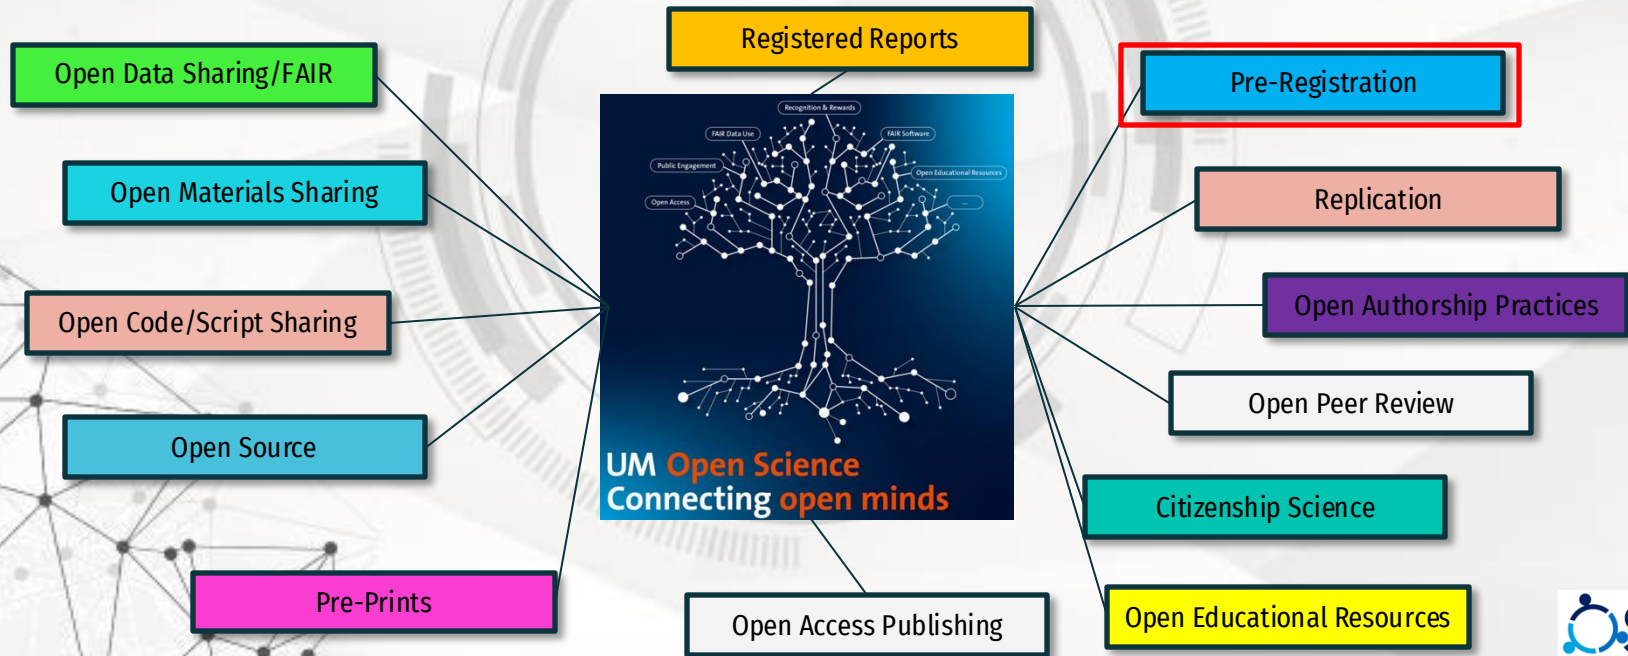 Registered Reports
Open Data Sharing/FAIR
Pre-Registration
Recognition & Rewards
FAIR Data Use
FAIR Software
Public Engagement
Open Educational Resources
Open Access
...
Open Materials Sharing
Replication
Open Code/Script Sharing
Open Authorship Practices
Open Peer Review
Open Source
UM Open Science
Connecting open minds
Citizenship Science
Pre-Prints
Open Access Publishing
Open Educational Resources